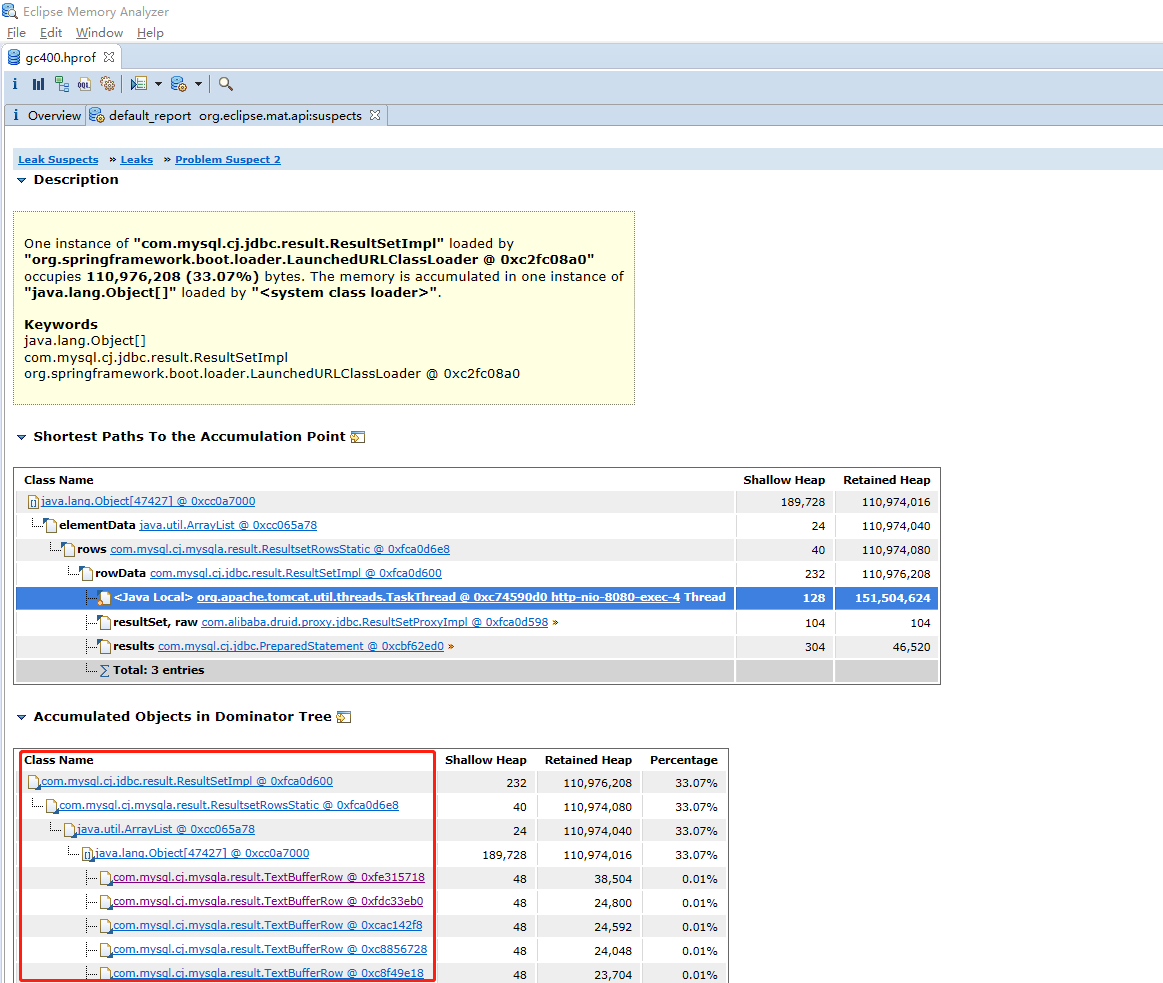 Eclipse Memory Analyzer
File Edit Window Help
gc400.hprof
i OQL
i Overview default_report org.eclipse.mat.api:suspects
Leak Suspects » Leaks » Problem Suspect 2
Description
One instance of "com.mysql.cj.jdbc.result.ResultSetImpl" loaded by
"org.springframework.boot.loader.LaunchedURLClassLoader @ 0xc2fc08a0"
occupies 110,976,208 (33.07%) bytes. The memory is accumulated in one instance of
"java.lang.Object[]" loaded by "<system class loader>".
Keywords
java.lang.Object[]
com.mysql.cj.jdbc.result.ResultSetImpl
org.springframework.boot.loader.LaunchedURLClassLoader @ 0xc2fc08a0
Shortest Paths To the Accumulation Point
Class Name Shallow Heap Retained Heap
java.lang.Object[47427] @ 0xcc0a7000 189,728 110,974,016
elementData java.util.ArrayList @ 0xcc065a78 24 110,974,040
rows com.mysql.cj.mysqla.result.ResultsetRowsStatic @ 0xfca0d6e8 40 110,974,080
rowData com.mysql.cj.jdbc.result.ResultSetImpl @ 0xfca0d600 232 110,976,208
<Java Local> org.apache.tomcat.util.threads.TaskThread @ 0xc74590d0 http-nio-8080-exec-4 Thread 128 151,504,624
resultSet, raw com.alibaba.druid.proxy.jdbc.ResultSetProxyImpl @ 0xfca0d598 » 104 104
results com.mysql.cj.jdbc.PreparedStatement @ 0xcbf62ed0 » 304 46,520
∑ Total: 3 entries
Accumulated Objects in Dominator Tree
Class Name Shallow Heap Retained Heap Percentage
com.mysql.cj.jdbc.result.ResultSetImpl @ 0xfca0d600 232 110,976,208 33.07%
com.mysql.cj.mysqla.result.ResultsetRowsStatic @ 0xfca0d6e8 40 110,974,080 33.07%
java.util.ArrayList @ 0xcc065a78 24 110,974,040 33.07%
java.lang.Object[47427] @ 0xcc0a7000 189,728 110,974,016 33.07%
com.mysql.cj.mysqla.result.TextBufferRow @ 0xfe315718 48 38,504 0.01%
com.mysql.cj.mysqla.result.TextBufferRow @ 0xfdc33eb0 48 24,800 0.01%
com.mysql.cj.mysqla.result.TextBufferRow @ 0xcac142f8 48 24,592 0.01%
com.mysql.cj.mysqla.result.TextBufferRow @ 0xc8856728 48 24,048 0.01%
com.mysql.cj.mysqla.result.TextBufferRow @ 0xc8f49e18 48 23,704 0.01%